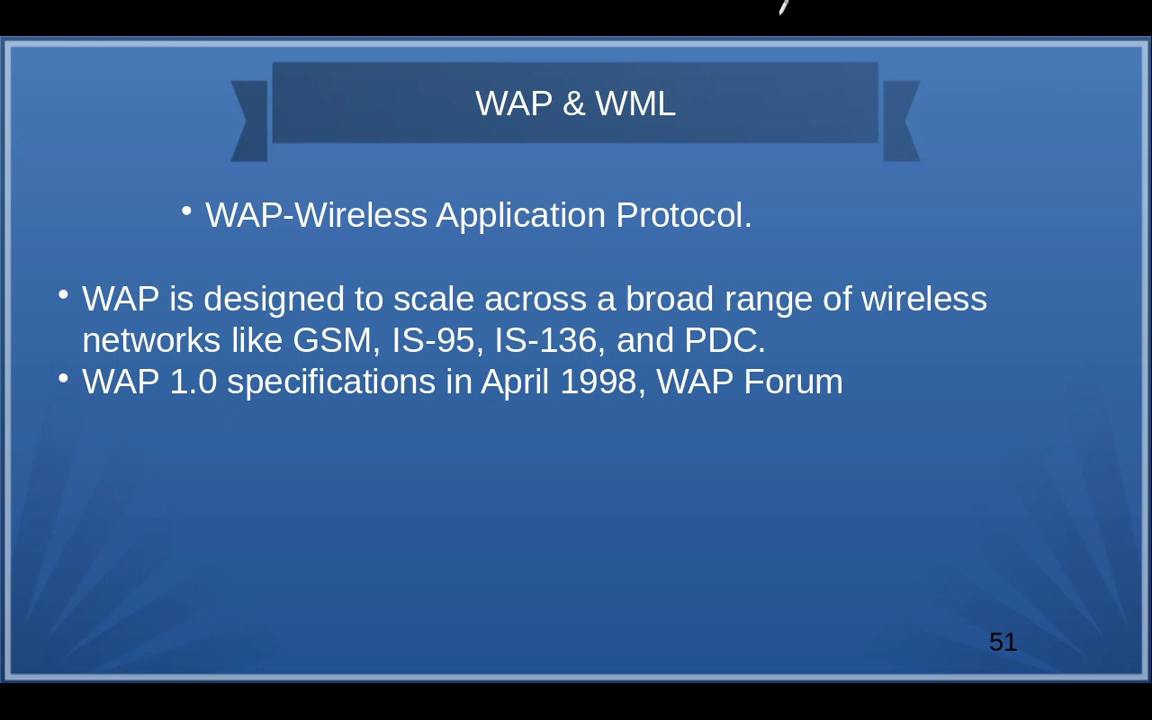 WAP & WML
• WAP-Wireless Application Protocol.
• WAP is designed to scale across a broad range of wireless
networks like GSM, IS-95, IS-136, and PDC.
• WAP 1.0 specifications in April 1998, WAP Forum
51